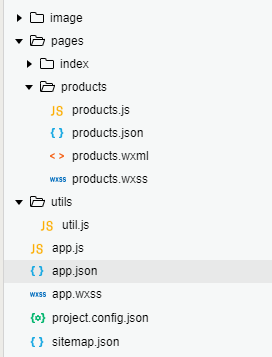 image
pages
index
products
JS products.js
{ } products.json
< > products.wxml
wxss products.wxss
utils
JS util.js
JS app.js
{ } app.json
wxss app.wxss
{o} project.config.json
{ } sitemap.json